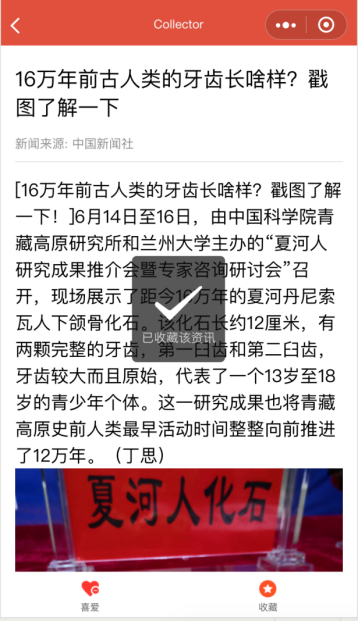 Collector
16万年前古人类的牙齿长啥样？戳
图了解一下
新闻来源: 中国新闻社
[16万年前古人类的牙齿长啥样？戳图了解
一下！]6月14日至16日，由中国科学院青
藏高原研究所和兰州大学主办的“夏河人
研究成果推介会暨专家咨询研讨会”召
开，现场展示了距今16万年的夏河丹尼索
瓦人下颌骨化石。该化石长约12厘米，有
两颗完整的牙齿，第一臼齿和第二臼齿，
牙齿较大而且原始，代表了一个13岁至18
岁的青少年个体。这一研究成果也将青藏
高原史前人类最早活动时间整整向前推进
了12万年。（丁思）
已收藏该资讯
夏河人化石
喜爱
收藏